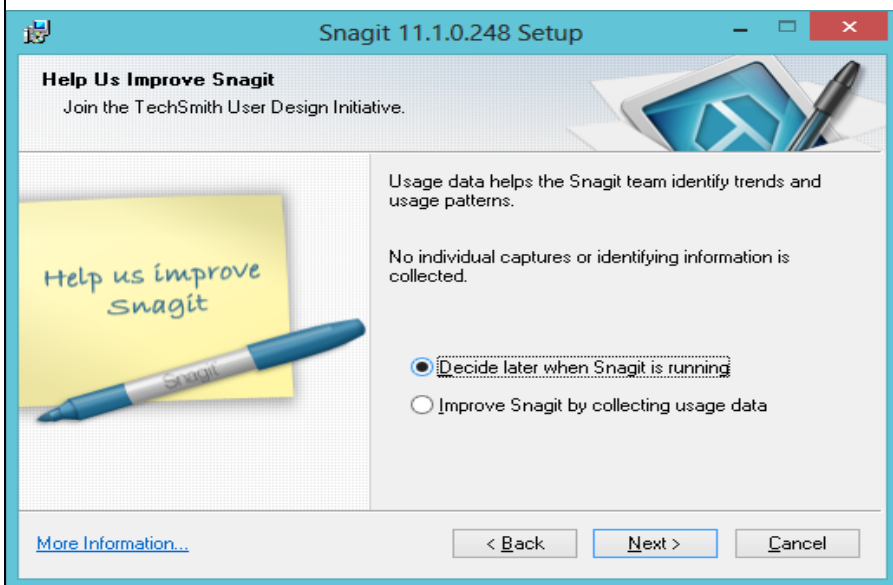 Snagit 11.1.0.248 Setup
Help Us Improve Snagit
Join the TechSmith User Design Initiative.
Usage data helps the Snagit team identify trends and
usage patterns.
No individual captures or identifying information is
collected.
Help us improve
Snagit
Snagit
Decide later when Snagit is running
Improve Snagit by collecting usage data
More Information...
< Back
Next >
Cancel